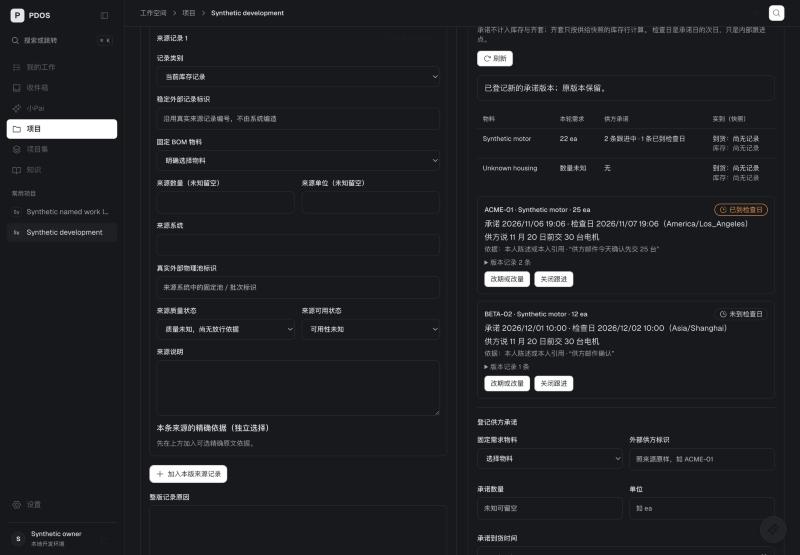 P PDOS
搜索或跳转 ⌘ K
我的工作
收件箱
小Pai
项目
项目集
知识
常用项目
Sy Synthetic named work l...
Sy Synthetic development
设置
S Synthetic owner
本地开发环境
工作空间 > 项目 > Synthetic development
来源记录 1
记录类别
当前库存记录
稳定外部记录标识
沿用真实来源记录编号，不由系统编造
固定 BOM 物料
明确选择物料
来源数量（未知留空） 来源单位（未知留空）
来源系统
真实外部物理池标识
来源系统中的固定池 / 批次标识
来源质量状态 来源可用状态
质量未知，尚无放行依据 可用性未知
来源说明
本条来源的精确依据（独立选择）
先在上方加入可选精确原文依据。
+ 加入本版来源记录
整版记录原因
承诺不计入库存与齐套；齐套只按供给快照的库存行计算。 检查日是承诺日的次日，只是内部跟进
点。
刷新
已登记新的承诺版本；原版本保留。
物料 本轮需求 供方承诺 实到（快照）
Synthetic motor 22 ea 2 条跟进中 · 1 条已到检查日 到货：尚无记录
库存：尚无记录
Unknown housing 数量未知 无 到货：尚无记录
库存：尚无记录
ACME-01 · Synthetic motor · 25 ea 已到检查日
承诺 2026/11/06 19:06 · 检查日 2026/11/07 19:06（America/Los_Angeles）
供方说 11 月 20 日前交 30 台电机
依据：本人陈述或本人引用 · “供方邮件今天确认先交 25 台”
▶ 版本记录 2 条
改期或改量 关闭跟进
BETA-02 · Synthetic motor · 12 ea 未到检查日
承诺 2026/12/01 10:00 · 检查日 2026/12/02 10:00（Asia/Shanghai）
供方说 11 月 20 日前交 30 台电机
依据：本人陈述或本人引用 · “供方邮件确认”
▶ 版本记录 1 条
改期或改量 关闭跟进
登记供方承诺
固定需求物料 外部供方标识
选择物料 照来源原样，如 ACME-01
承诺数量 单位
未知可留空 如 ea
承诺到货时间